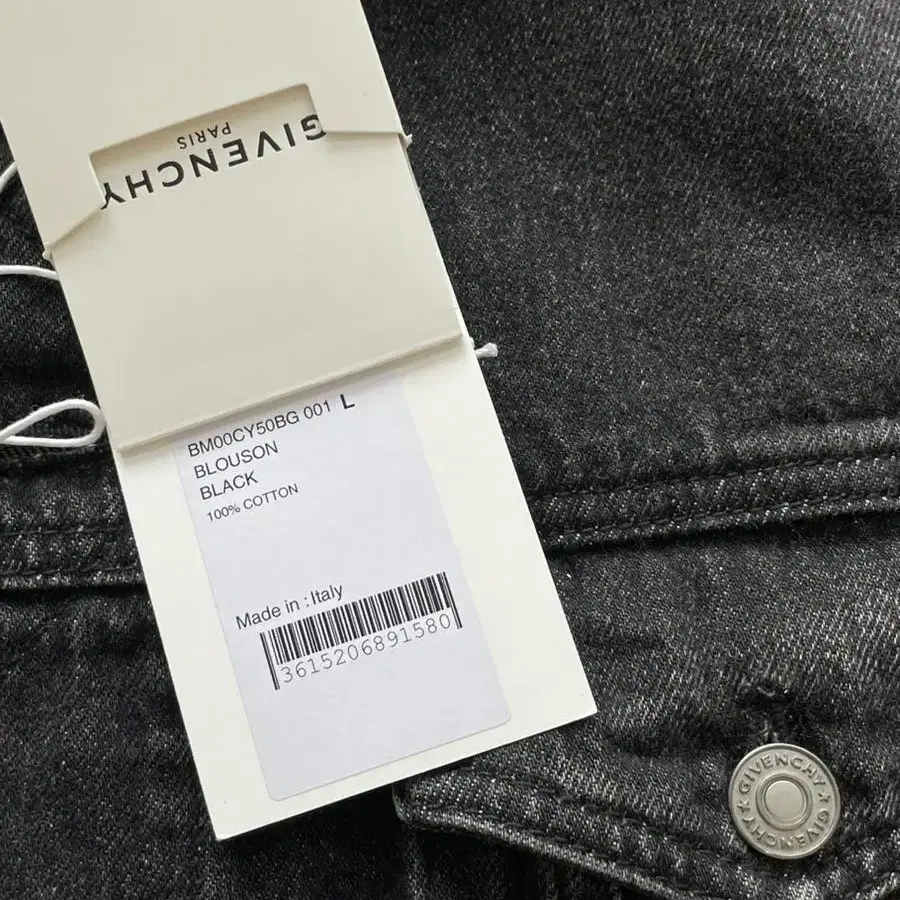 GIVENCHY
PARIS
BM00CY50BG 001 L
BLOUSON
BLACK
100% COTTON
Made in : Italy
3615206891580
GIVENCHY ★ GIVENCHY ★